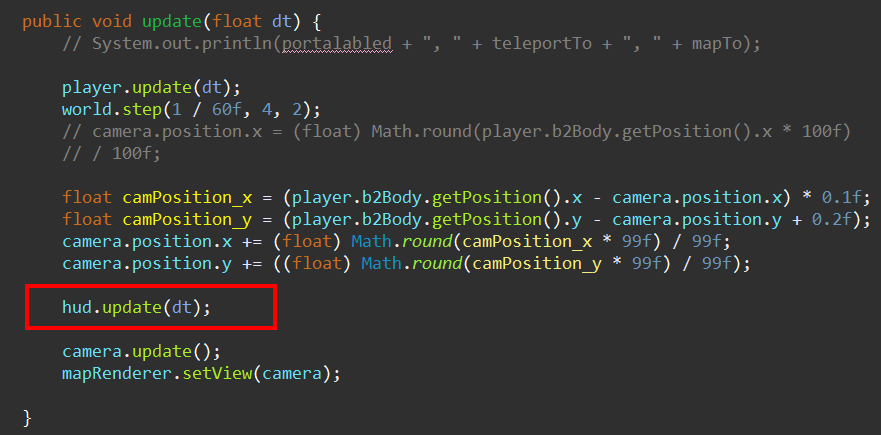 public void update(float dt) {
// System.out.println(portalabled + ", " + teleportTo + ", " + mapTo);
player.update(dt);
world.step(1 / 60f, 4, 2);
// camera.position.x = (float) Math.round(player.b2Body.getPosition().x * 100f)
// / 100f;
float camPosition_x = (player.b2Body.getPosition().x - camera.position.x) * 0.1f;
float camPosition_y = (player.b2Body.getPosition().y - camera.position.y + 0.2f);
camera.position.x += (float) Math.round(camPosition_x * 99f) / 99f;
camera.position.y += ((float) Math.round(camPosition_y * 99f) / 99f);
hud.update(dt);
camera.update();
mapRenderer.setView(camera);
}